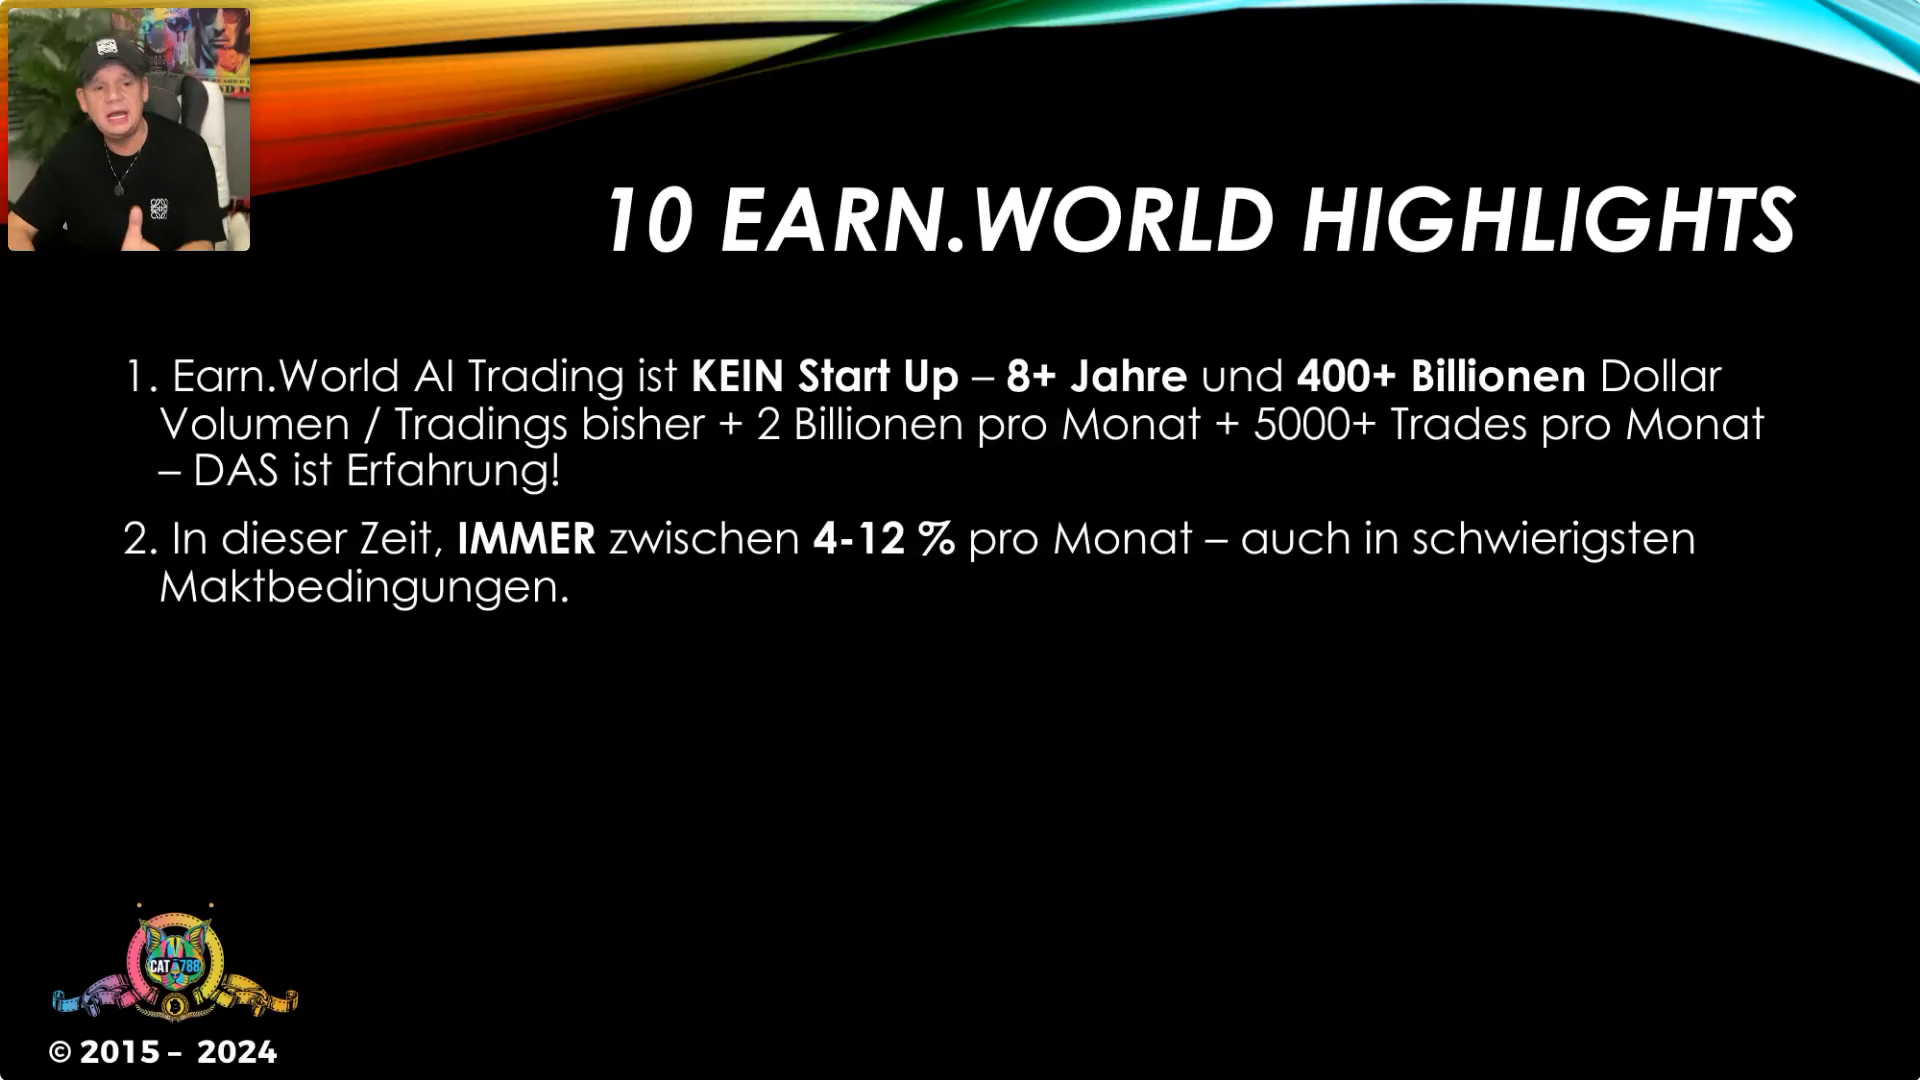 10 EARN.WORLD HIGHLIGHTS
1. Earn.World AI Trading ist KEIN Start Up – 8+ Jahre und 400+ Billionen Dollar
Volumen / Tradings bisher + 2 Billionen pro Monat + 5000+ Trades pro Monat
– DAS ist Erfahrung!
2. In dieser Zeit, IMMER zwischen 4-12 % pro Monat – auch in schwierigsten
Maktbedingungen.
CAT 788
© 2015 – 2024